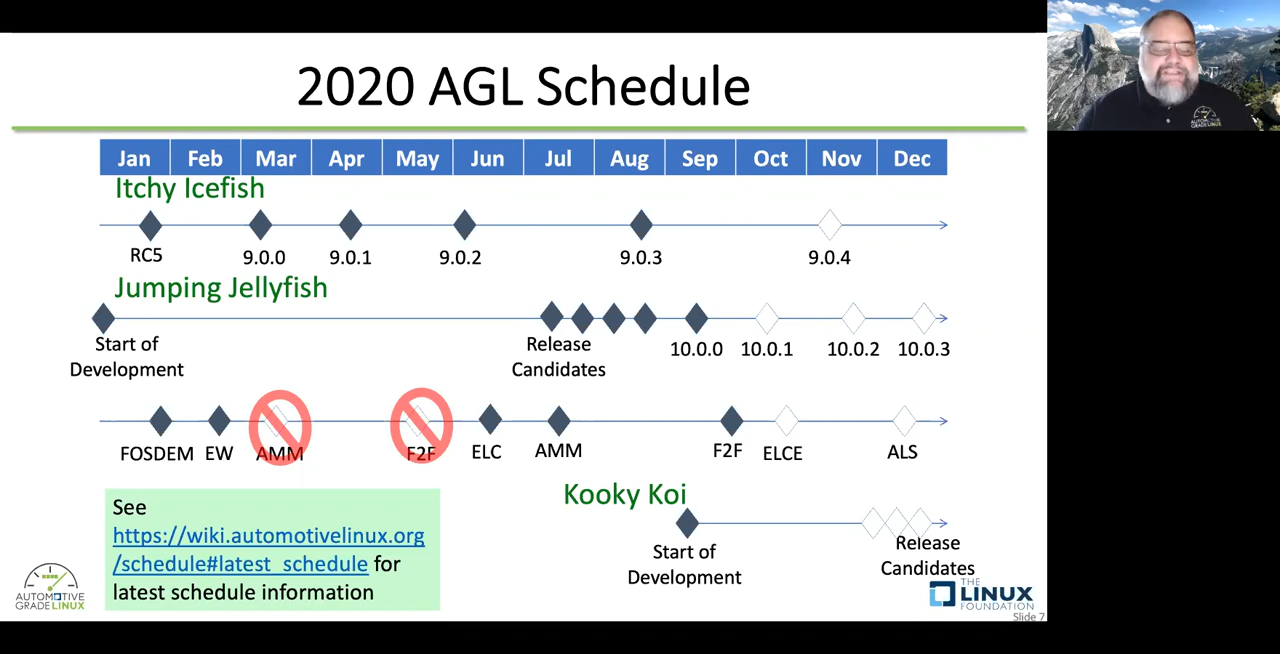 2020 AGL Schedule
Jan Feb Mar Apr May Jun Jul Aug Sep Oct Nov Dec
Itchy Icefish
RC5 9.0.0 9.0.1 9.0.2 9.0.3 9.0.4
Jumping Jellyfish
Start of
Development
Release
Candidates
10.0.0 10.0.1 10.0.2 10.0.3
FOSDEM EW AMM F2F ELC AMM F2F ELCE ALS
Kooky Koi
Start of
Development
Release
Candidates
See
https://wiki.automotivelinux.org
/schedule#latest_schedule for
latest schedule information
AUTOMOTIVE
GRADELINUX
THE
LINUX
FOUNDATION
Slide 7
AUTOMOTIVE
GRADELINUX